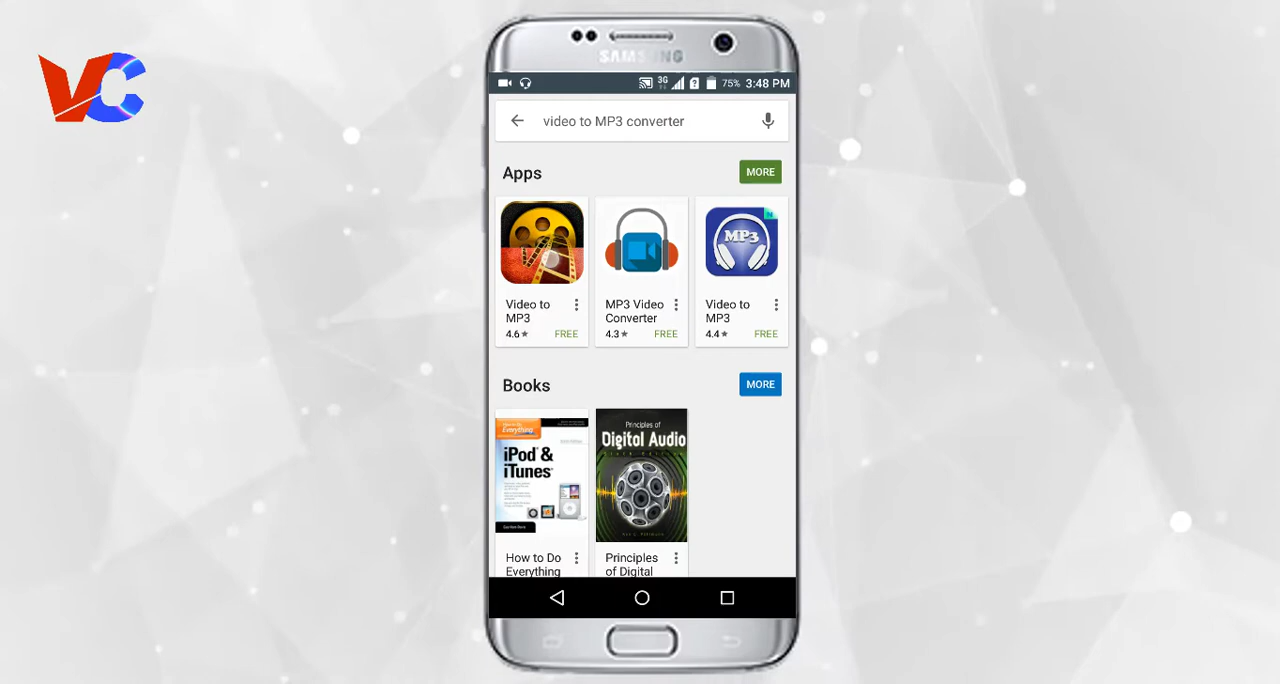 VC
SAMSUNG
3G
75% 3:48 PM
video to MP3 converter
Apps
MORE
MP3
Video to
MP3
4.6★ FREE
MP3 Video
Converter
4.3★ FREE
Video to
MP3
4.4★ FREE
Books
MORE
How to Do
Everything
iPod & iTunes
Principles of
Digital Audio
How to Do
Everything
Principles
of Digital